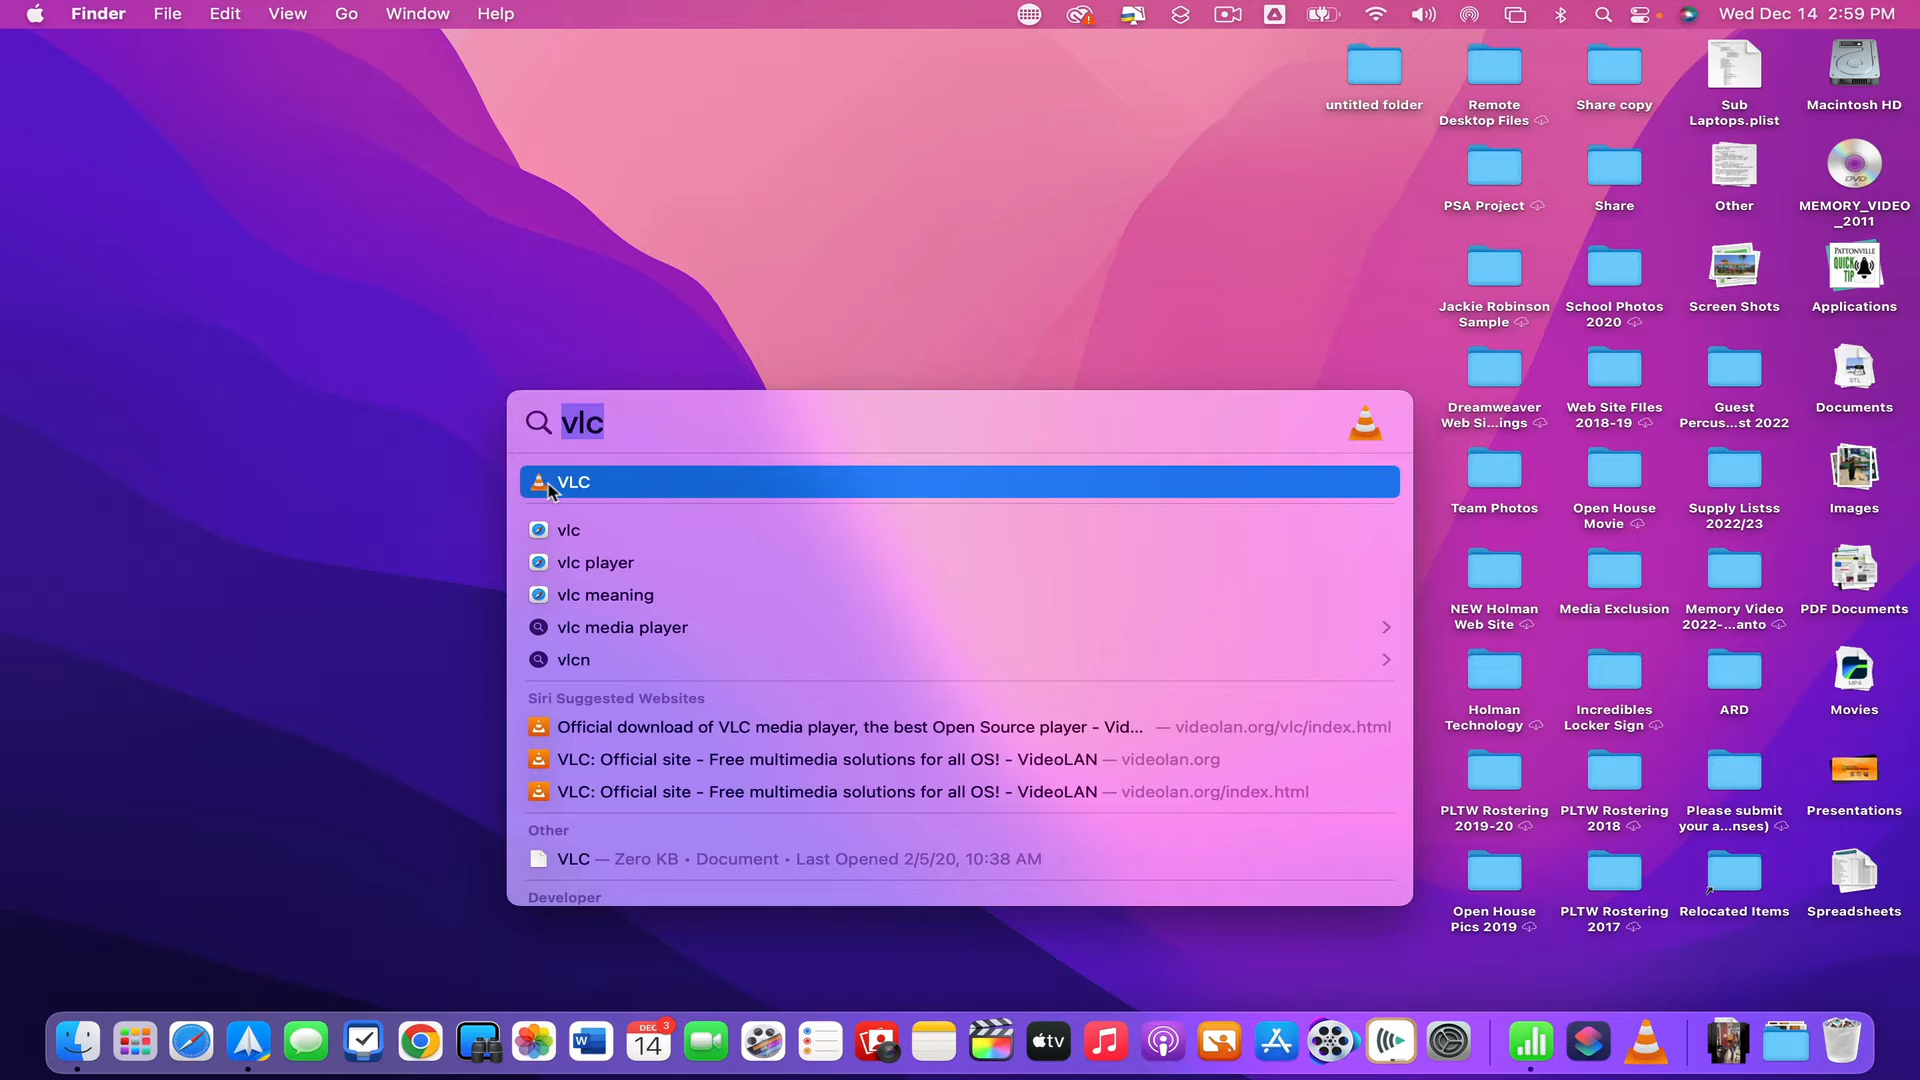 Finder File Edit View Go Window Help Wed Dec 14 2:59 PM
untitled folder
Remote
Desktop Files
Share copy
Sub
Laptops.plist
Macintosh HD
PSA Project
Share
Other
MEMORY_VIDEO
_2011
DVD
PATTONVILLE
QUICK
TIP
Jackie Robinson
Sample
School Photos
2020
Screen Shots
Applications
STL
Dreamweaver
Web Si...ings
Web Site FIles
2018-19
Guest
Percus...st 2022
Documents
Team Photos
Open House
Movie
Supply Listss
2022/23
Images
NEW Holman
Web Site
Media Exclusion
Memory Video
2022-...anto
PDF Documents
MP4
Holman
Technology
Incredibles
Locker Sign
ARD
Movies
PLTW Rostering
2019-20
PLTW Rostering
2018
Please submit
your a...nses)
Presentations
Open House
Pics 2019
PLTW Rostering
2017
Relocated Items
Spreadsheets
vlc
VLC
vlc
vlc player
vlc meaning
vlc media player
vlcn
Siri Suggested Websites
Official download of VLC media player, the best Open Source player - Vid... — videolan.org/vlc/index.html
VLC: Official site - Free multimedia solutions for all OS! - VideoLAN — videolan.org
VLC: Official site - Free multimedia solutions for all OS! - VideoLAN — videolan.org/index.html
Other
VLC — Zero KB • Document • Last Opened 2/5/20, 10:38 AM
Developer
W
DEC
14
3
tv